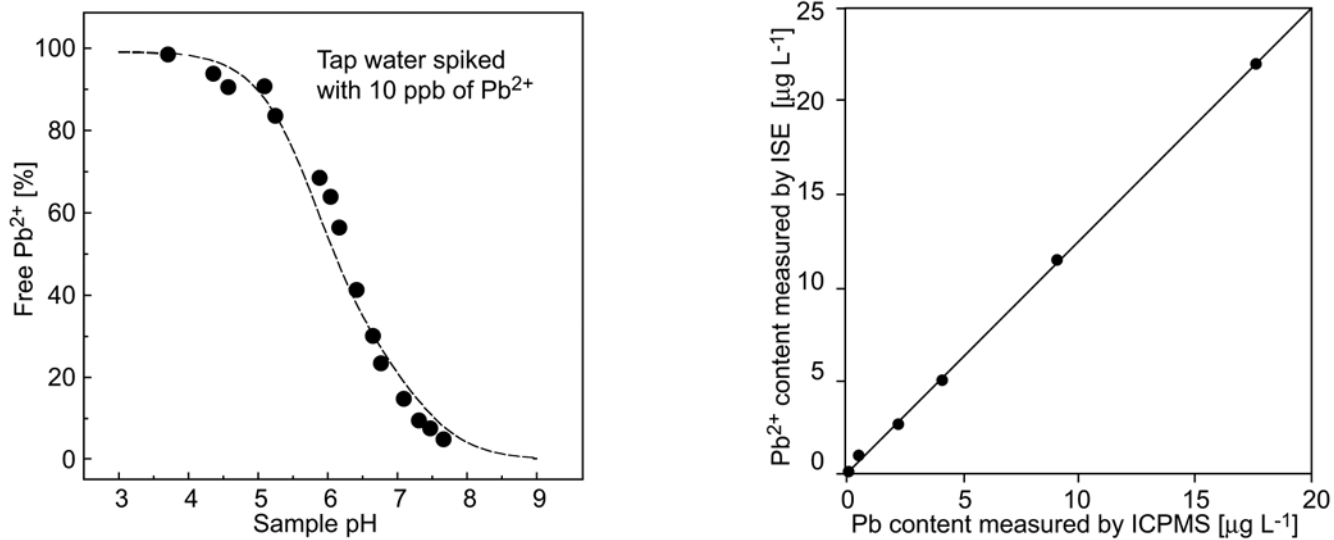 Tap water spiked
with 10 ppb of Pb2+
Free Pb2+ [%]
100
80
60
40
20
0
3 4 5 6 7 8 9
Sample pH
Pb2+ content measured by ISE [µg L-1]
25
20
15
10
5
0
0 5 10 15 20
Pb content measured by ICPMS [µg L-1]